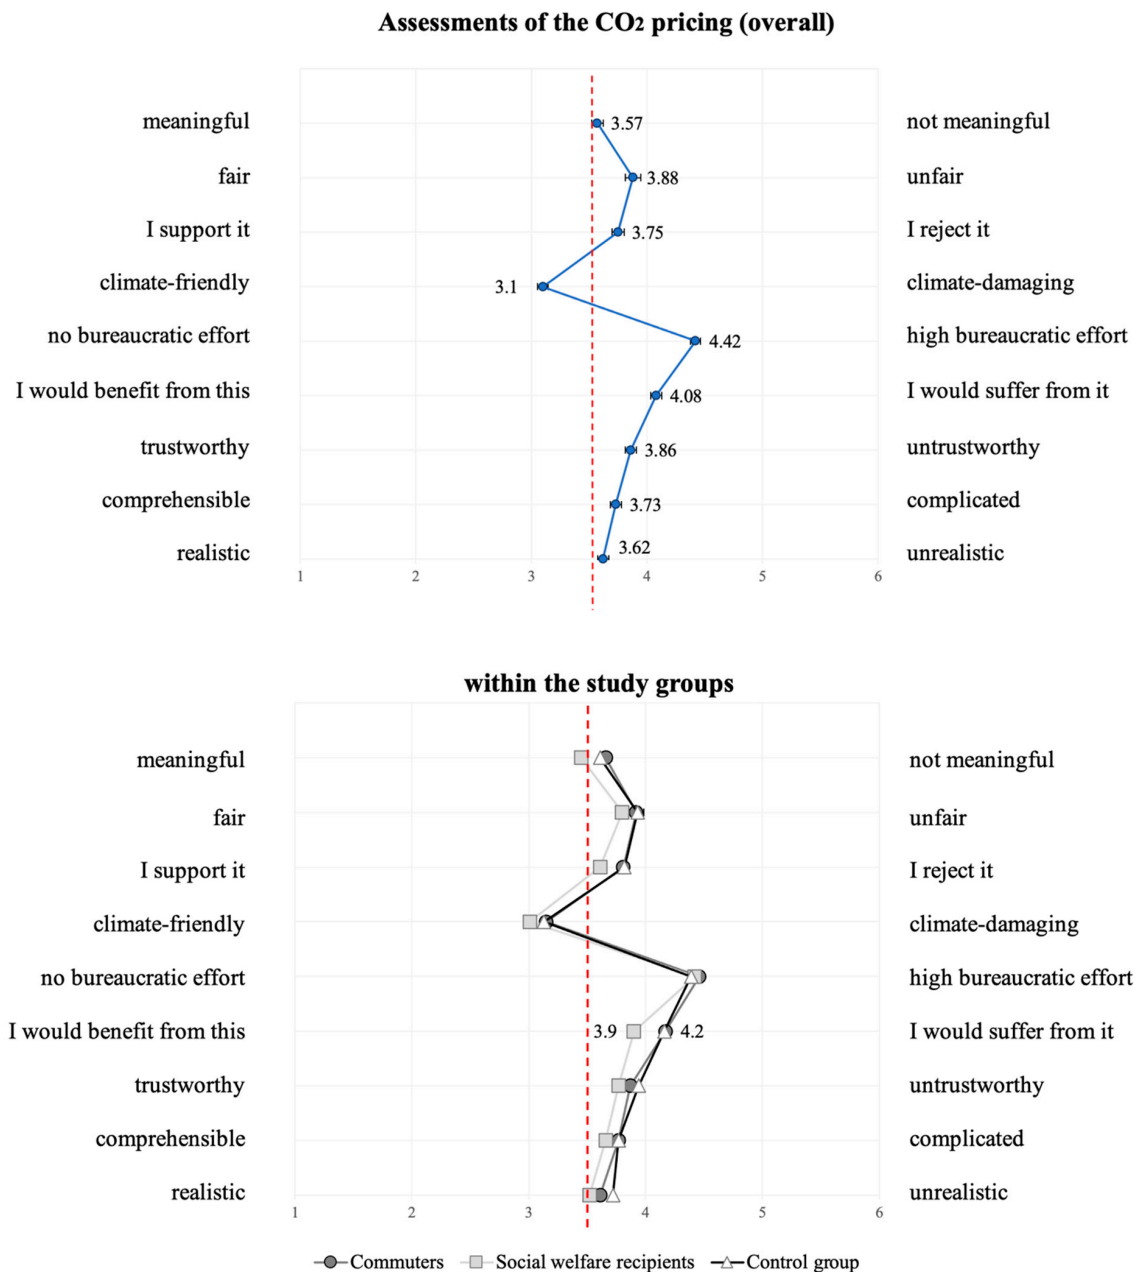 Assessments of the CO2 pricing (overall)
meaningful 3.57 not meaningful
fair 3.88 unfair
I support it 3.75 I reject it
climate-friendly 3.1 climate-damaging
no bureaucratic effort 4.42 high bureaucratic effort
I would benefit from this 4.08 I would suffer from it
trustworthy 3.86 untrustworthy
comprehensible 3.73 complicated
realistic 3.62 unrealistic
1 2 3 4 5 6
within the study groups
meaningful not meaningful
fair unfair
I support it I reject it
climate-friendly climate-damaging
no bureaucratic effort high bureaucratic effort
I would benefit from this 3.9 4.2 I would suffer from it
trustworthy untrustworthy
comprehensible complicated
realistic unrealistic
1 2 3 4 5 6
Commuters Social welfare recipients Control group